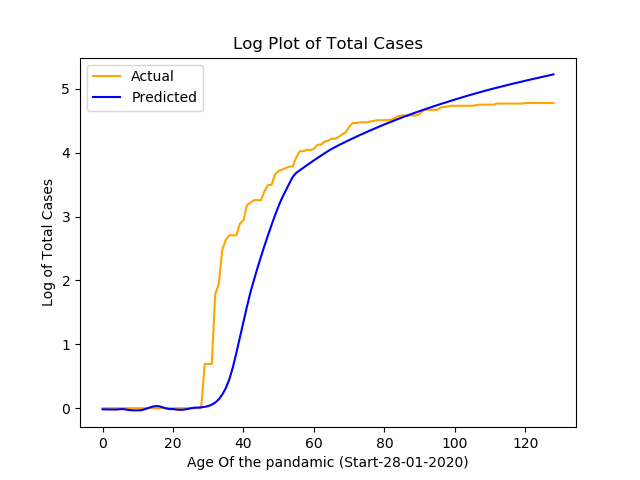 Log Plot of Total Cases
Actual
Predicted
5
4
3
2
1
0
Log of Total Cases
0 20 40 60 80 100 120
Age Of the pandamic (Start-28-01-2020)